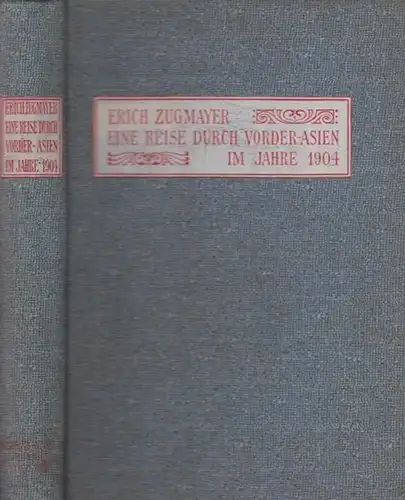 ERICH ZUGMAYER
EINE REISE DURCH
VORDER-ASIEN
IM JAHRE 1904
ERICH ZUGMAYER
EINE REISE DURCH VORDER-ASIEN
IM JAHRE 1904